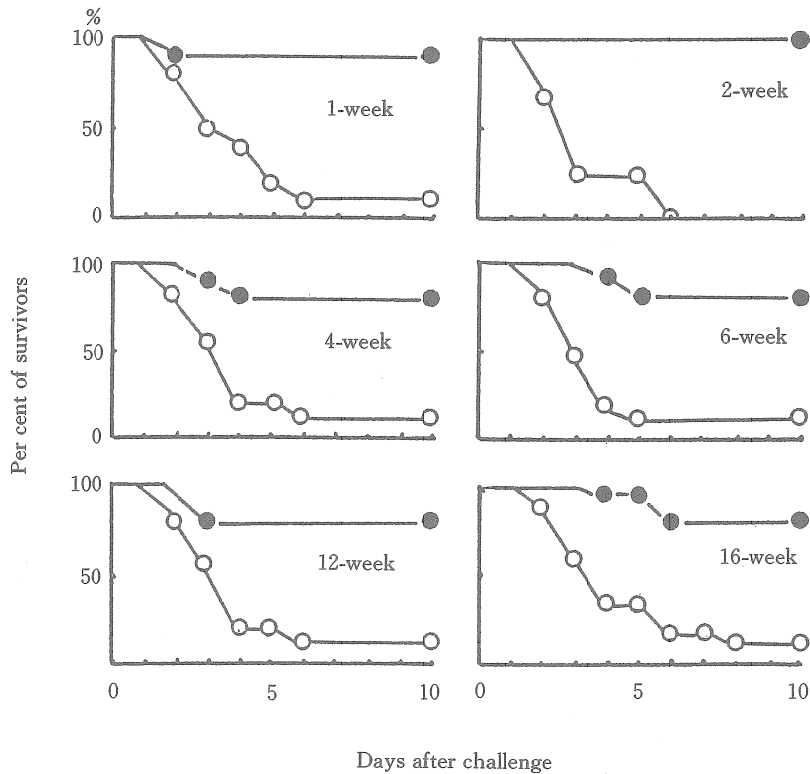 %
100
50
0
1-week
2-week
100
50
0
4-week
6-week
100
50
12-week
16-week
0 5 10
0 5 10
Per cent of survivors
Days after challenge